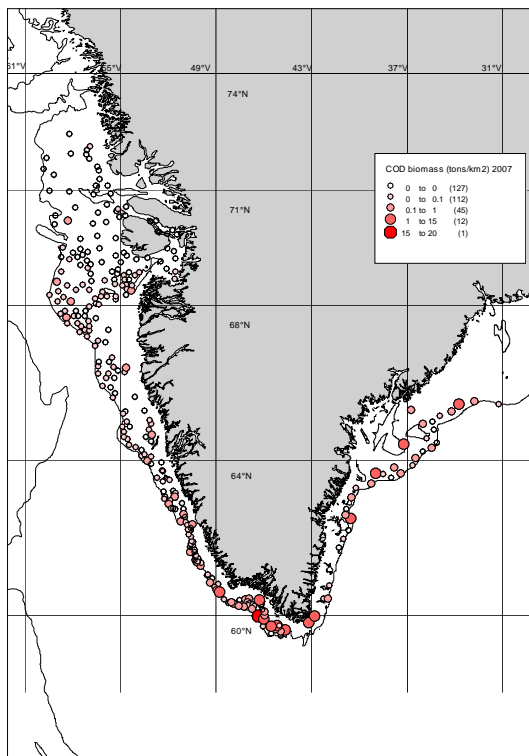 61°V 55°V 49°V 43°V 37°V 31°V
74°N
COD biomass (tons/km2) 2007
0 to 0 (127)
0 to 0.1 (112)
0.1 to 1 (45)
1 to 15 (12)
15 to 20 (1)
71°N
68°N
64°N
60°N